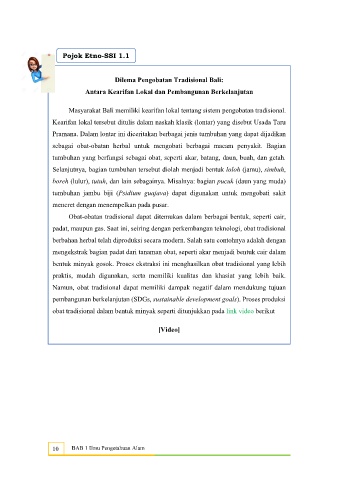 Pojok Etno-SSI 1.1
Dilema Pengobatan Tradisional Bali:
Antara Kearifan Lokal dan Pembangunan Berkelanjutan
Masyarakat Bali memiliki kearifan lokal tentang sistem pengobatan tradisional.
Kearifan lokal tersebut ditulis dalam naskah klasik (lontar) yang disebut Usada Taru
Pramana. Dalam lontar ini diceritakan berbagai jenis tumbuhan yang dapat dijadikan
sebagai obat-obatan herbal untuk mengobati berbagai macam penyakit. Bagian
tumbuhan yang berfungsi sebagai obat, seperti akar, batang, daun, buah, dan getah.
Selanjutnya, bagian tumbuhan tersebut diolah menjadi bentuk loloh (jamu), simbuh,
boreh (lulur), tutuh, dan lain sebagainya. Misalnya: bagian pucuk (daun yang muda)
tumbuhan jambu biji (Psidium guajava) dapat digunakan untuk mengobati sakit
mencret dengan menempelkan pada pusar.
Obat-obatan tradisional dapat ditemukan dalam berbagai bentuk, seperti cair,
padat, maupun gas. Saat ini, seiring dengan perkembangan teknologi, obat tradisional
berbahan herbal telah diproduksi secara modern. Salah satu contohnya adalah dengan
mengekstrak bagian padat dari tanaman obat, seperti akar menjadi bentuk cair dalam
bentuk minyak gosok. Proses ekstraksi ini menghasilkan obat tradisional yang lebih
praktis, mudah digunakan, serta memiliki kualitas dan khasiat yang lebih baik.
Namun, obat tradisional dapat memiliki dampak negatif dalam mendukung tujuan
pembangunan berkelanjutan (SDGs, sustainable development goals). Proses produksi
obat tradisional dalam bentuk minyak seperti ditunjukkan pada link video berikut
[Video]
10 BAB 1 Ilmu Pengetahuan Alam